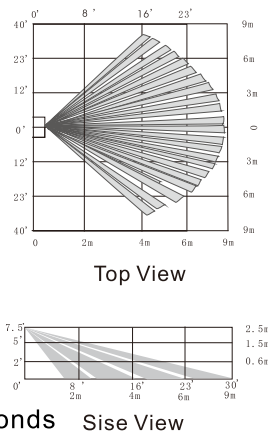 0' 8' 16' 23'
40' 9m
23' 6m
12' 3m
0' 0
12' 3m
23' 6m
40' 9m
0 2m 4m 6m 9m
Top View
7.5' 2.5m
5' 1.5m
2' 0.6m
0' 8' 16' 23' 30'
2m 4m 6m 9m
onds Sise View